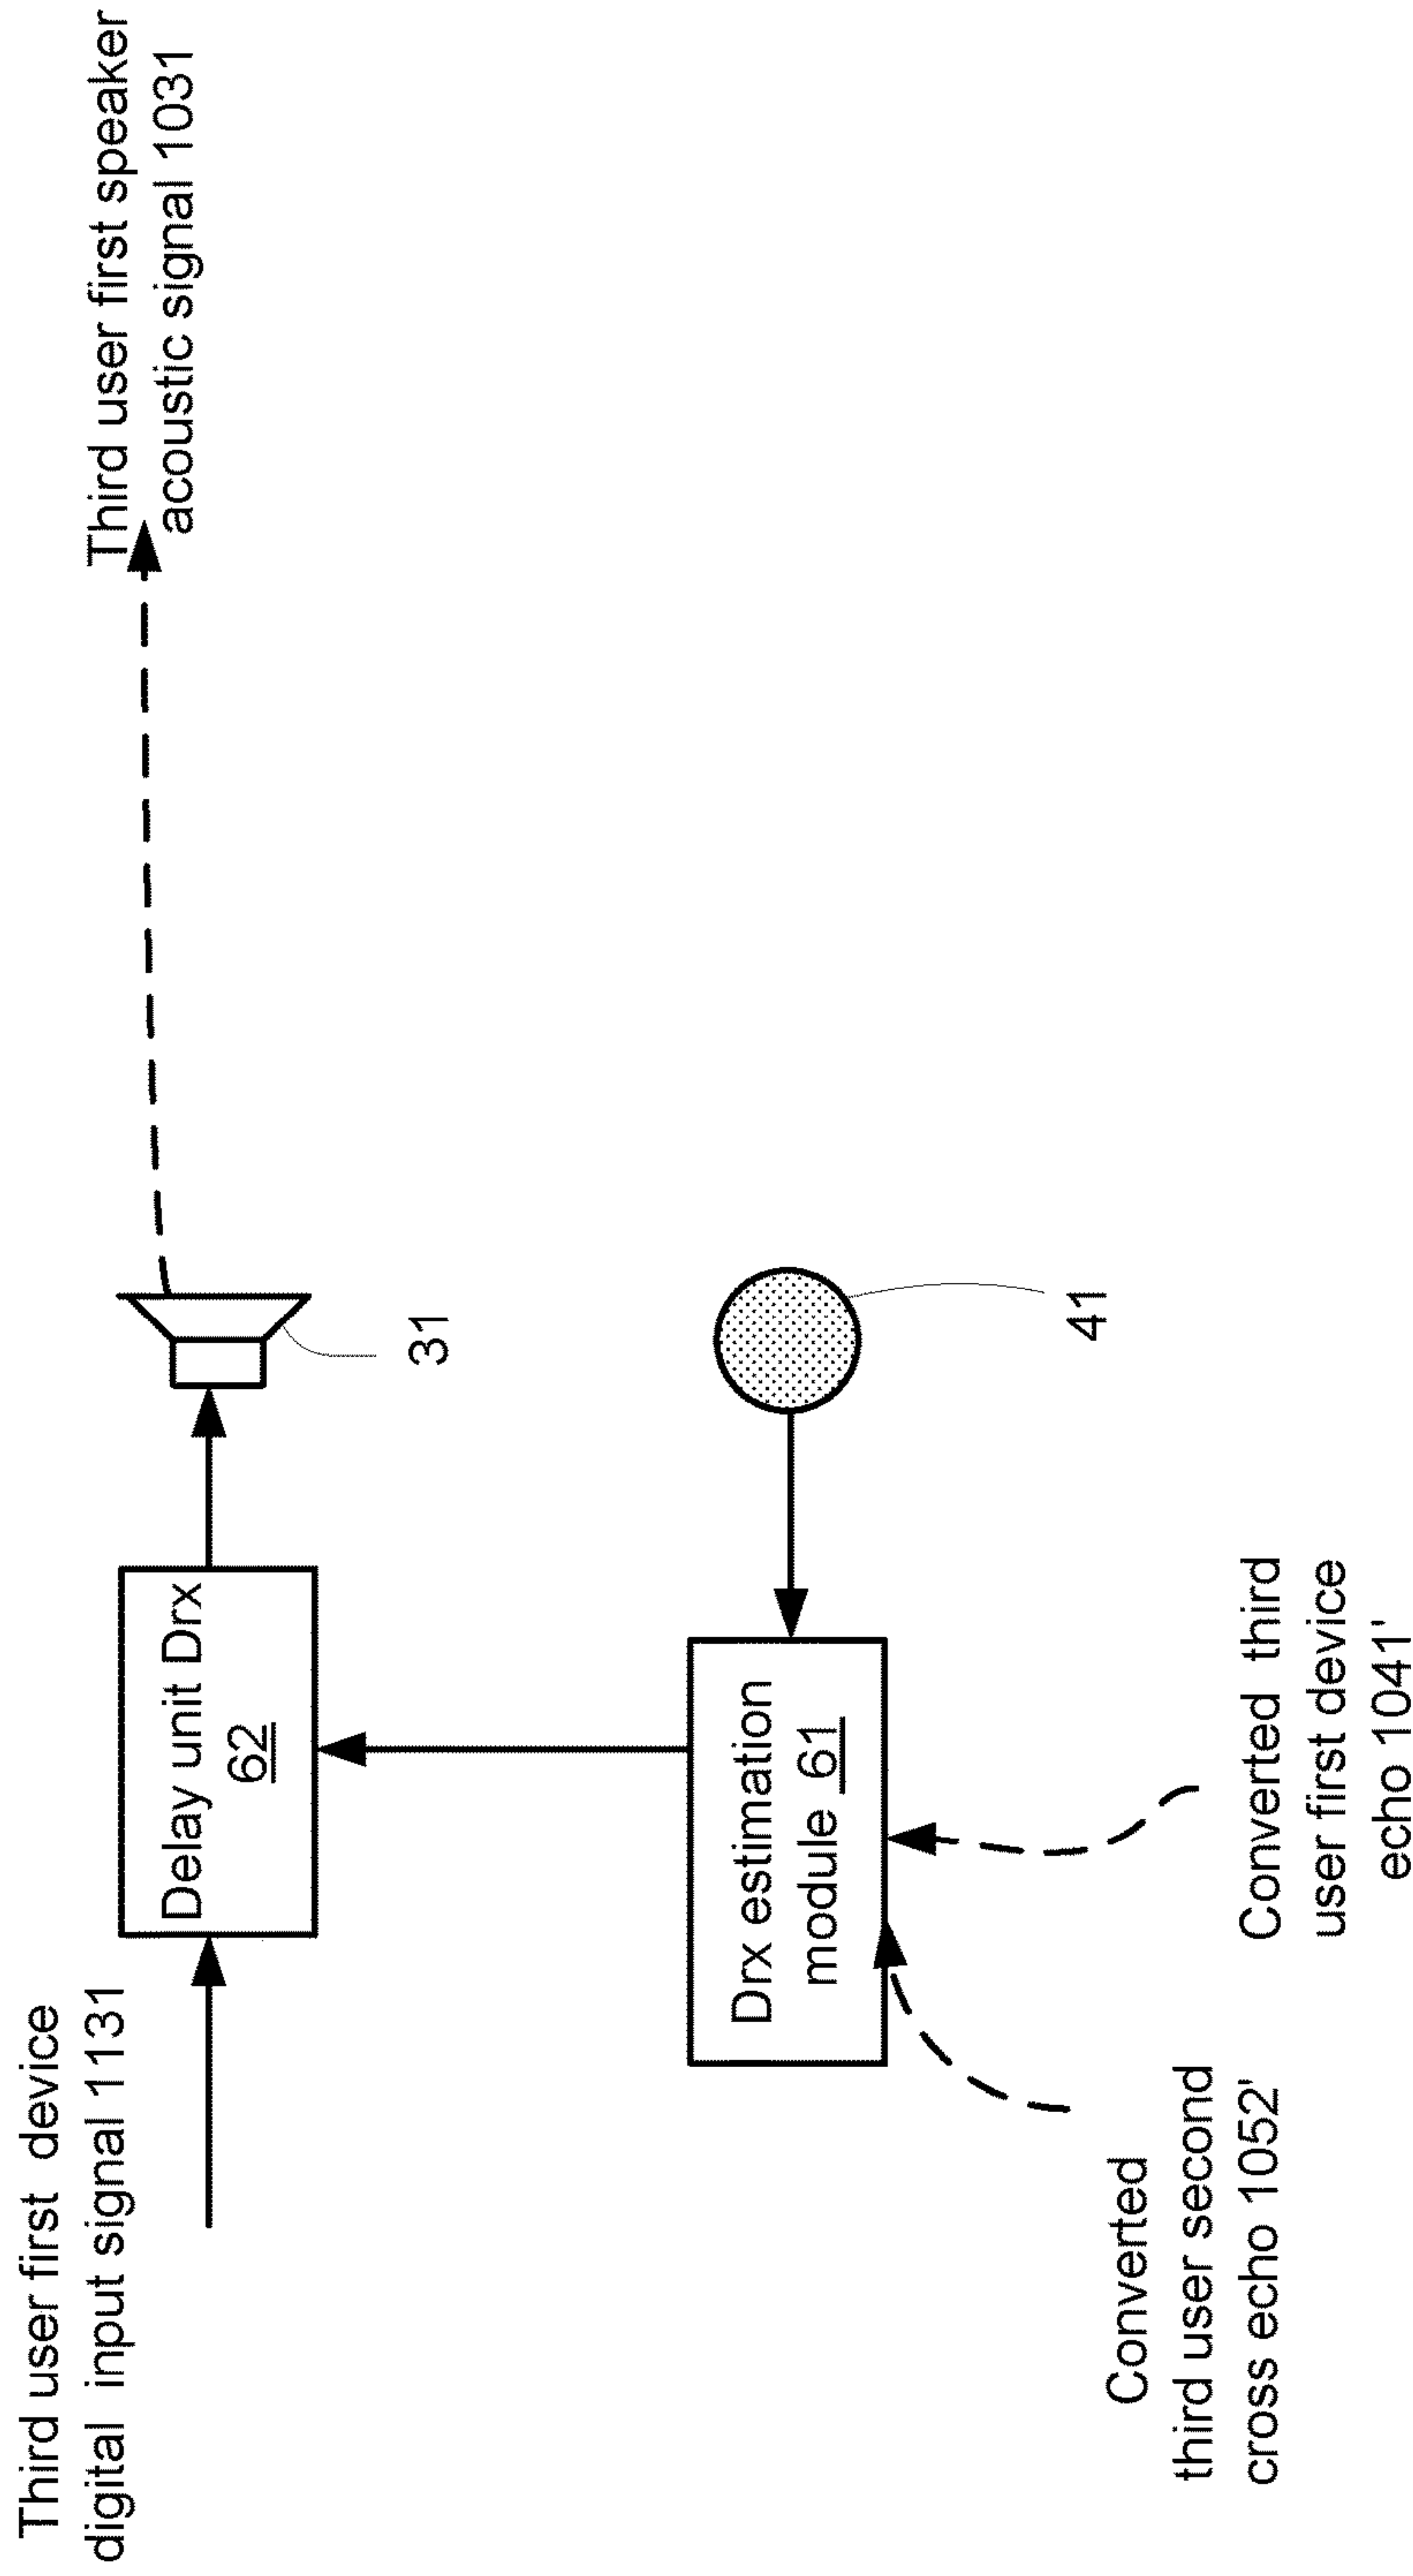 Third user first device
digital input signal 1131
Delay unit Drx
62
31
Third user first speaker
acoustic signal 1031
Drx estimation
module 61
41
Converted
third user second
cross echo 1052'
Converted third
user first device
echo 1041'